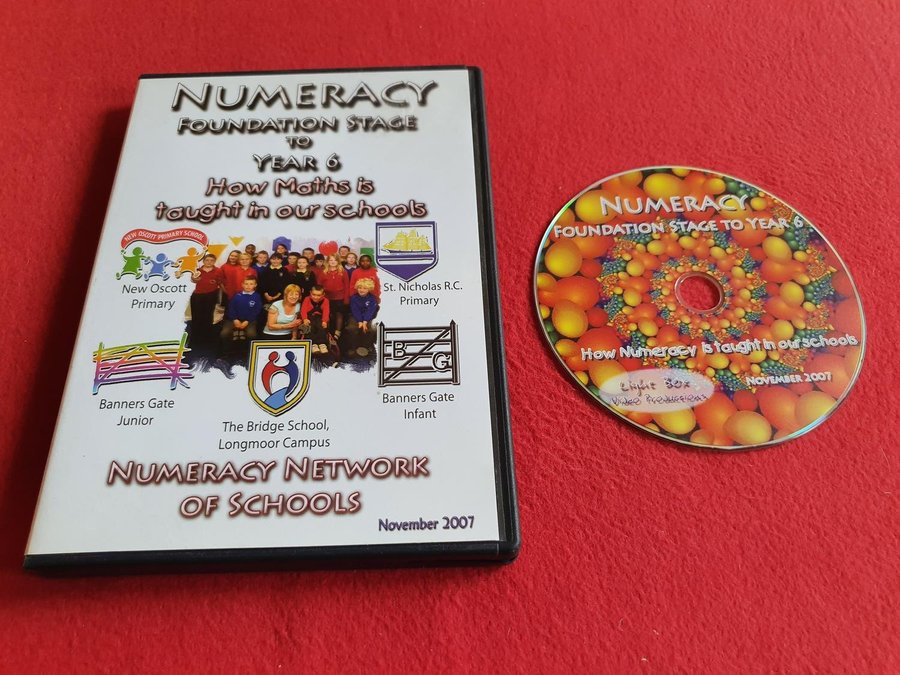 NUMERACY
FOUNDATION STAGE
TO
YEAR 6
How Maths is
taught in our schools
NEW OSCOTT PRIMARY SCHOOL
New Oscott
Primary
St. Nicholas R.C.
Primary
Banners Gate
Junior
The Bridge School,
Longmoor Campus
B G
Banners Gate
Infant
NUMERACY NETWORK
OF SCHOOLS
November 2007
NUMERACY
FOUNDATION STAGE TO YEAR 6
How Numeracy is taught in our schools
NOVEMBER 2007
Light Box
Video Productions